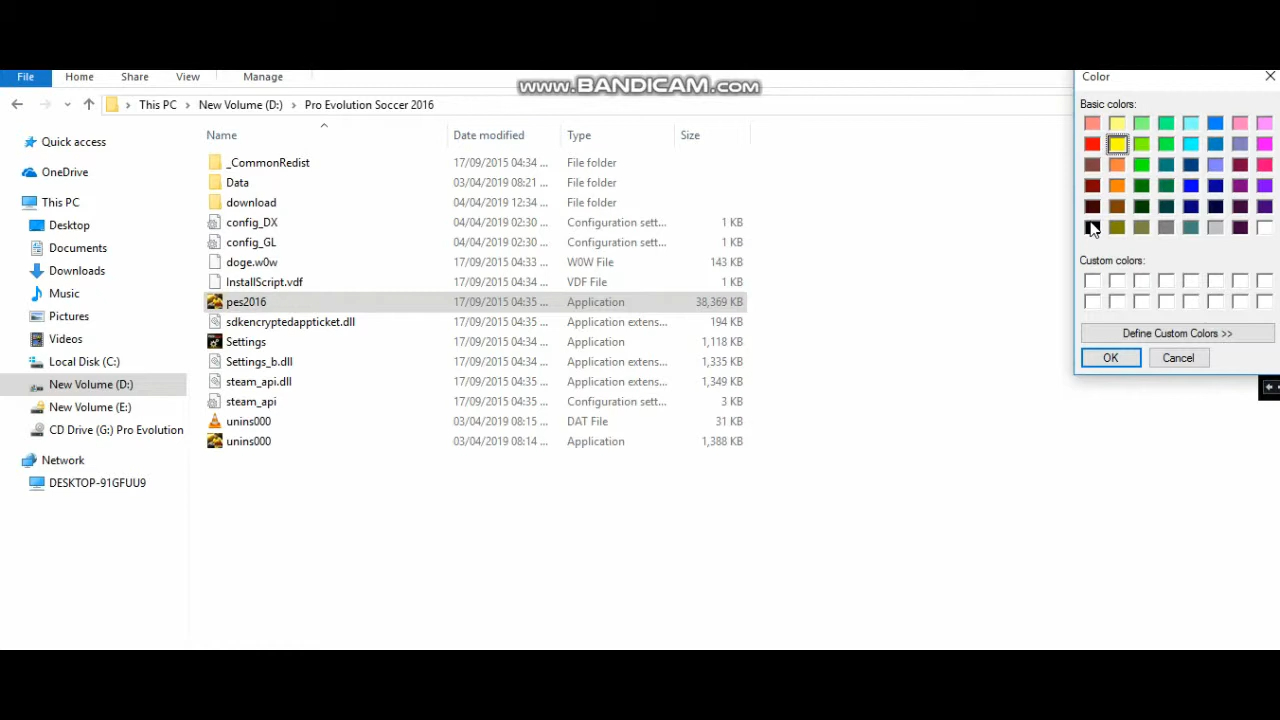 www.BANDICAM.com
File Home Share View Manage
Color
This PC New Volume (D:) Pro Evolution Soccer 2016
Basic colors:
Name Date modified Type Size
Quick access
OneDrive
This PC
Desktop
Documents
Downloads
Music
Pictures
Videos
Local Disk (C:)
New Volume (D:)
New Volume (E:)
CD Drive (G:) Pro Evolution
Network
DESKTOP-91GFUU9
_CommonRedist 17/09/2015 04:34 ... File folder
Data 03/04/2019 08:21 ... File folder
download 04/04/2019 12:34 ... File folder
config_DX 04/04/2019 02:30 ... Configuration sett... 1 KB
config_GL 04/04/2019 02:30 ... Configuration sett... 1 KB
doge.w0w 17/09/2015 04:33 ... W0W File 143 KB
InstallScript.vdf 17/09/2015 04:34 ... VDF File 1 KB
pes2016 17/09/2015 04:35 ... Application 38,369 KB
sdkencryptedappticket.dll 17/09/2015 04:35 ... Application extens... 194 KB
Settings 17/09/2015 04:35 ... Application 1,118 KB
Settings_b.dll 17/09/2015 04:34 ... Application extens... 1,335 KB
steam_api.dll 17/09/2015 04:35 ... Application extens... 1,349 KB
steam_api 17/09/2015 04:35 ... Configuration sett... 3 KB
unins000 03/04/2019 08:15 ... DAT File 31 KB
unins000 03/04/2019 08:14 ... Application 1,388 KB
Custom colors:
Define Custom Colors >>
OK Cancel